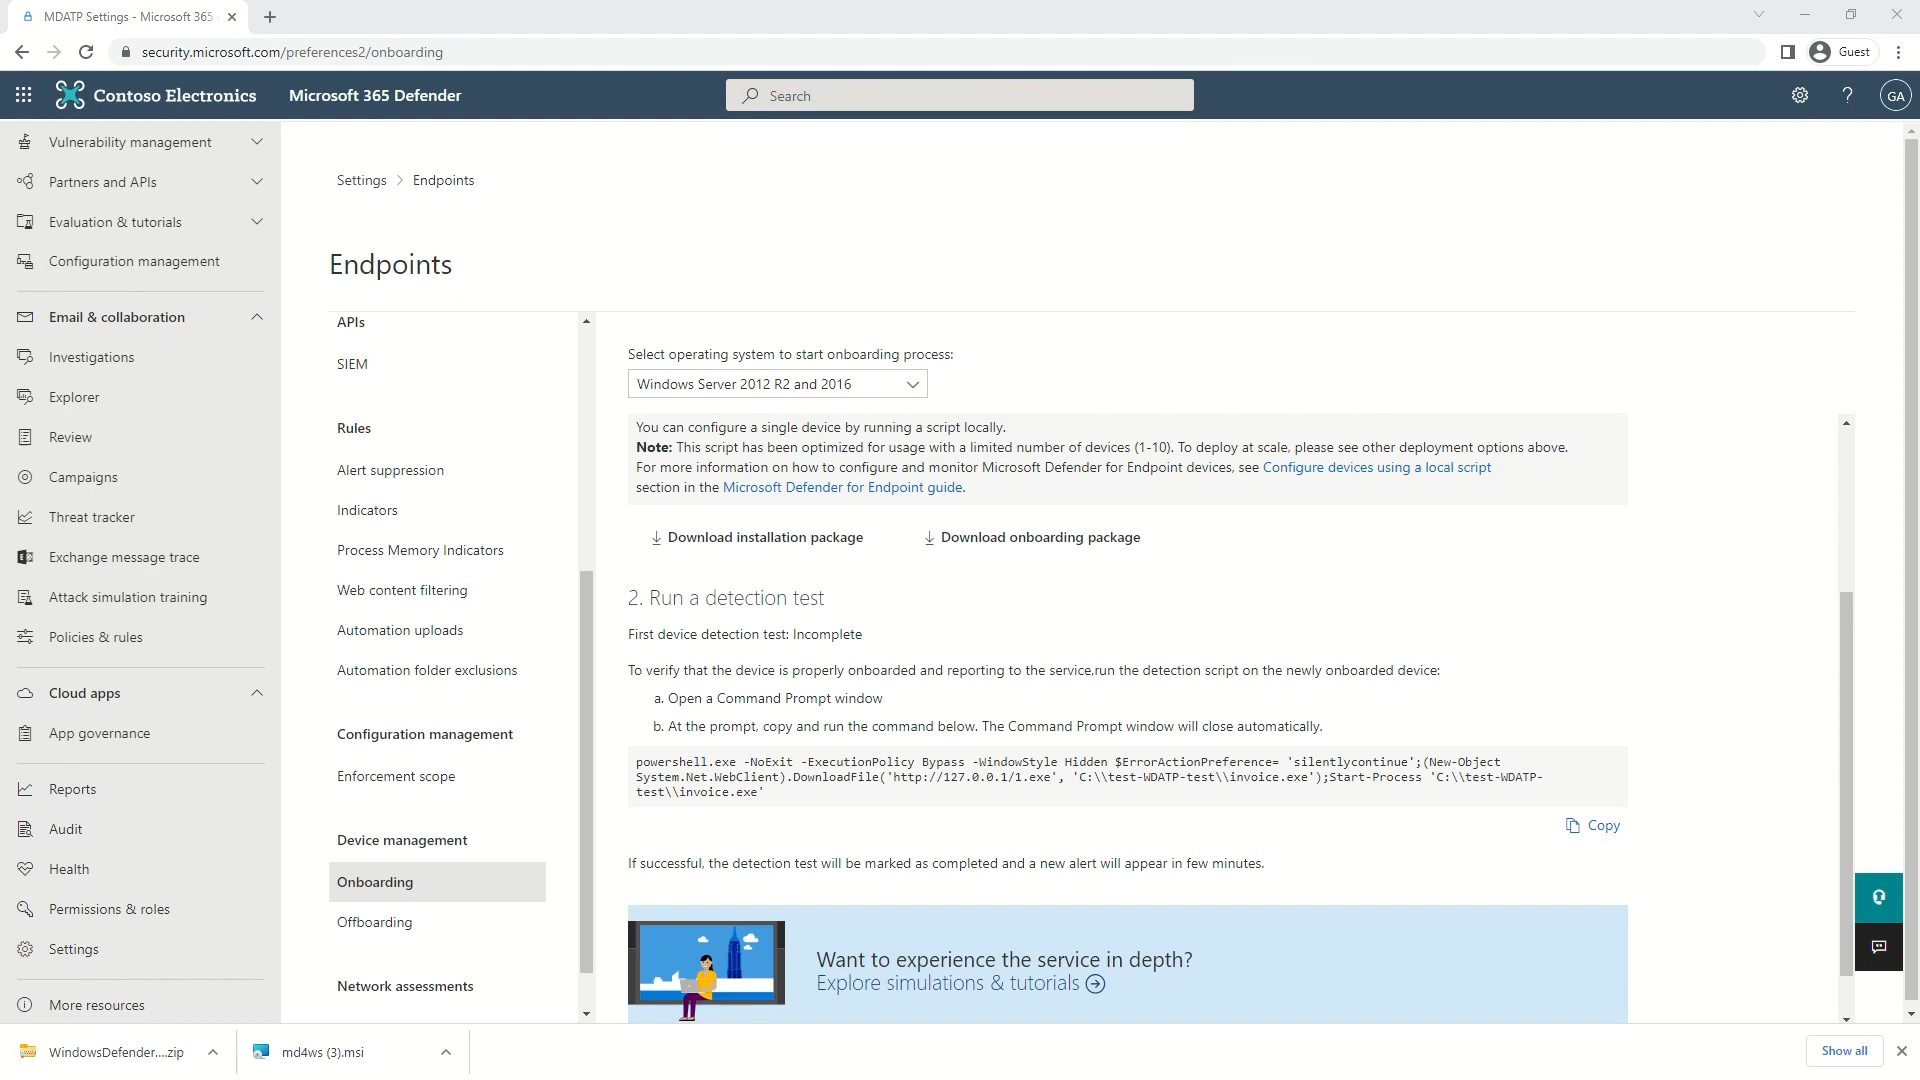 MDATP Settings - Microsoft 365
security.microsoft.com/preferences2/onboarding
Guest
Contoso Electronics
Microsoft 365 Defender
Search
GA
Vulnerability management
Partners and APIs
Evaluation & tutorials
Configuration management
Email & collaboration
Investigations
Explorer
Review
Campaigns
Threat tracker
Exchange message trace
Attack simulation training
Policies & rules
Cloud apps
App governance
Reports
Audit
Health
Permissions & roles
Settings
More resources
Settings > Endpoints
Endpoints
APIs
SIEM
Rules
Alert suppression
Indicators
Process Memory Indicators
Web content filtering
Automation uploads
Automation folder exclusions
Configuration management
Enforcement scope
Device management
Onboarding
Offboarding
Network assessments
Select operating system to start onboarding process:
Windows Server 2012 R2 and 2016
You can configure a single device by running a script locally.
Note: This script has been optimized for usage with a limited number of devices (1-10). To deploy at scale, please see other deployment options above.
For more information on how to configure and monitor Microsoft Defender for Endpoint devices, see Configure devices using a local script
section in the Microsoft Defender for Endpoint guide.
Download installation package
Download onboarding package
2. Run a detection test
First device detection test: Incomplete
To verify that the device is properly onboarded and reporting to the service,run the detection script on the newly onboarded device:
a. Open a Command Prompt window
b. At the prompt, copy and run the command below. The Command Prompt window will close automatically.
powershell.exe -NoExit -ExecutionPolicy Bypass -WindowStyle Hidden $ErrorActionPreference= 'silentlycontinue';(New-Object
System.Net.WebClient).DownloadFile('http://127.0.0.1/1.exe', 'C:\\test-WDATP-test\\invoice.exe');Start-Process 'C:\\test-WDATP-
test\\invoice.exe'
Copy
If successful, the detection test will be marked as completed and a new alert will appear in few minutes.
Want to experience the service in depth?
Explore simulations & tutorials
WindowsDefender....zip
md4ws (3).msi
Show all